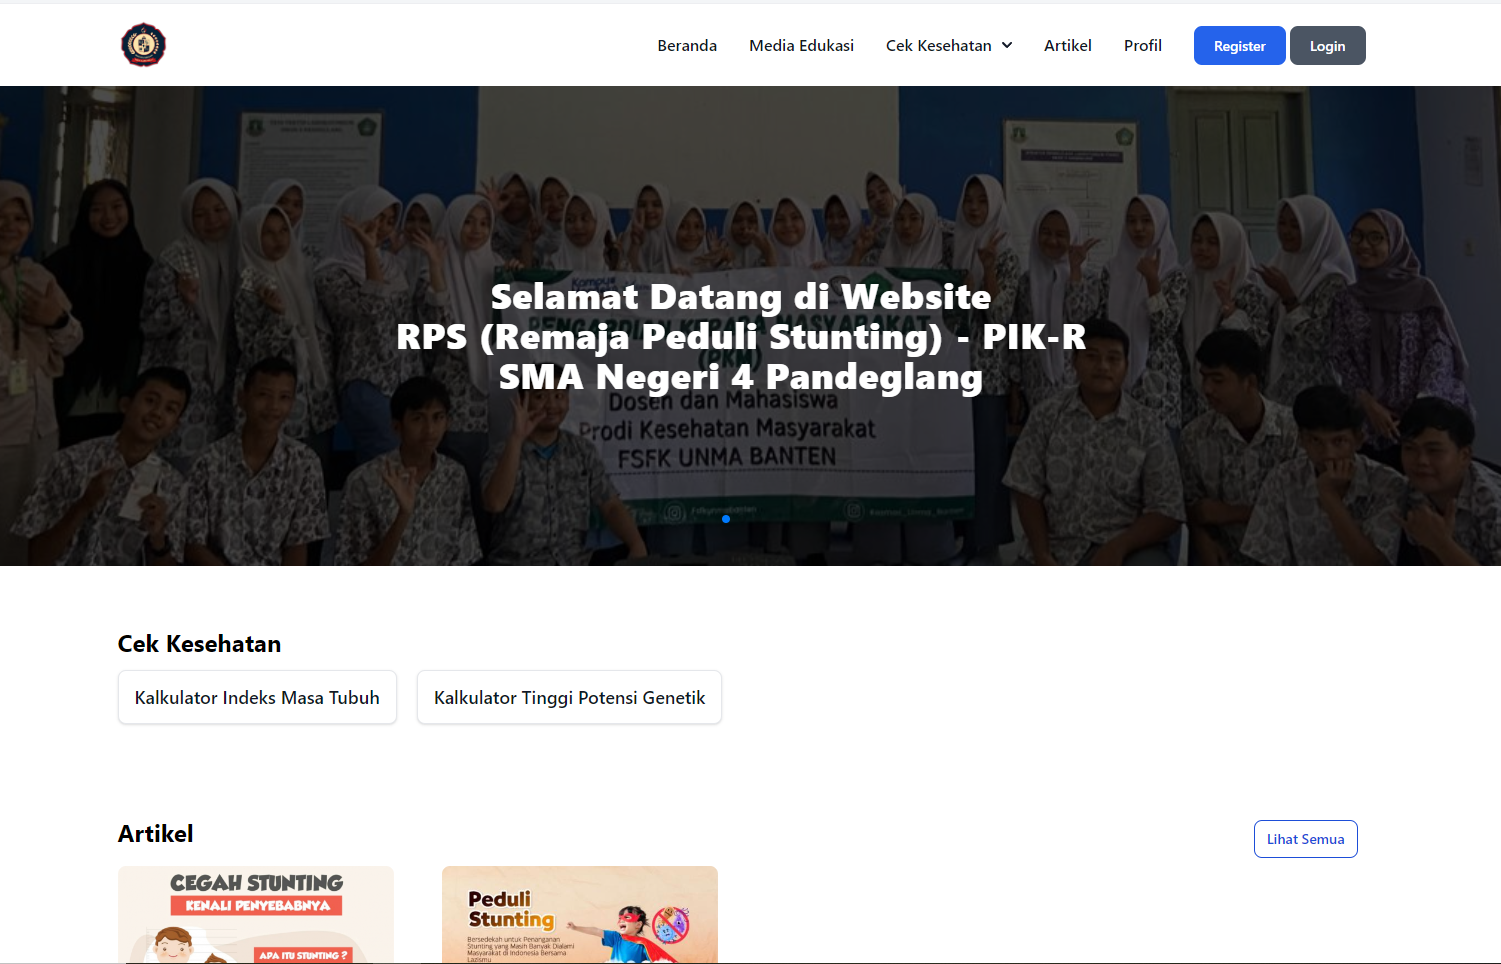 Beranda
Media Edukasi
Cek Kesehatan
Artikel
Profil
Register
Login
Selamat Datang di Website
RPS (Remaja Peduli Stunting) - PIK-R
SMA Negeri 4 Pandeglang
(PKM)
Dosen dan Mahasiswa
Prodi Kesehatan Masyarakat
FSFK UNMA BANTEN
Cek Kesehatan
Kalkulator Indeks Masa Tubuh
Kalkulator Tinggi Potensi Genetik
Artikel
Lihat Semua
CEGAH STUNTING
KENALI PENYEBABNYA
APA ITU STUNTING ?
Peduli
Stunting
Bersedekah untuk Penanganan
Stunting yang Masih Banyak Dialami
Masyarakat di Indonesia Bersama
Lazismu